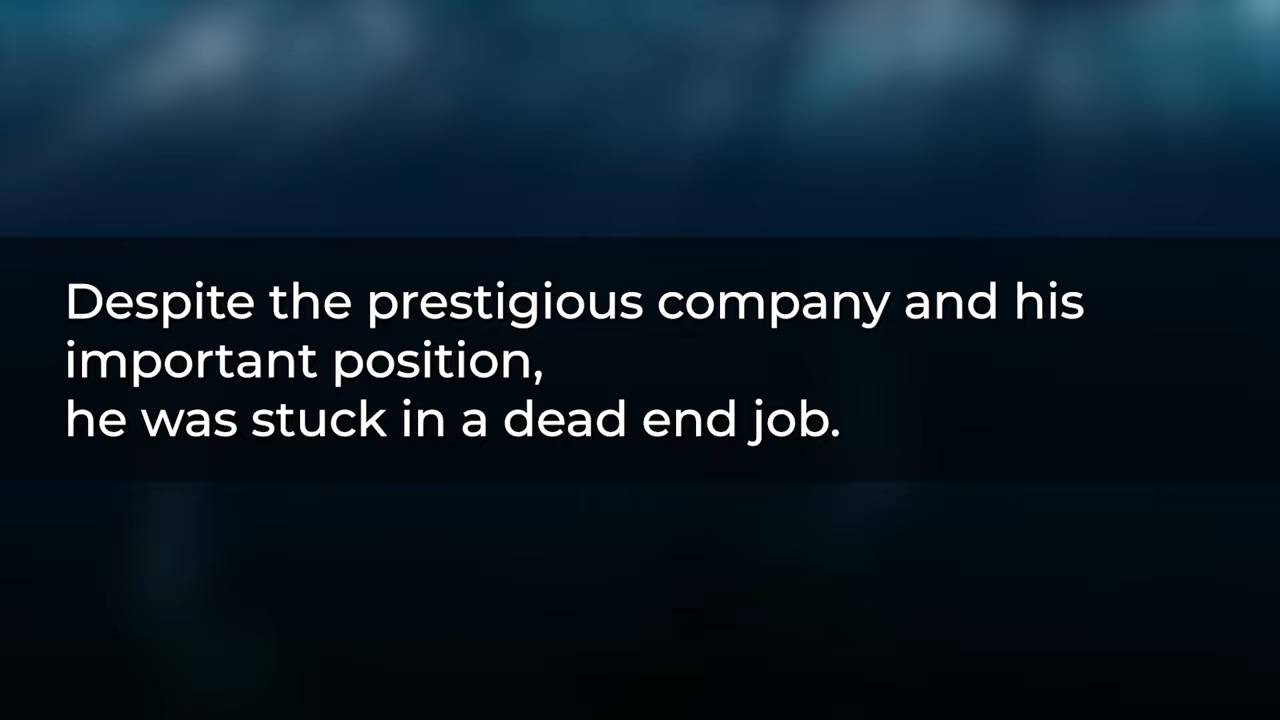 Despite the prestigious company and his
important position,
he was stuck in a dead end job.